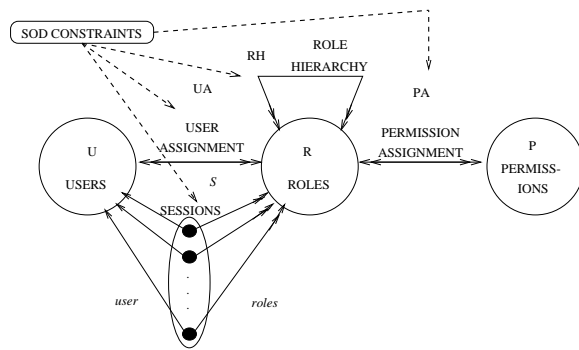 SOD CONSTRAINTS
RH
ROLE
HIERARCHY
UA
PA
USER
ASSIGNMENT
PERMISSION
ASSIGNMENT
U
USERS
R
ROLES
P
PERMISS-
IONS
S
SESSIONS
.
.
.
user
roles